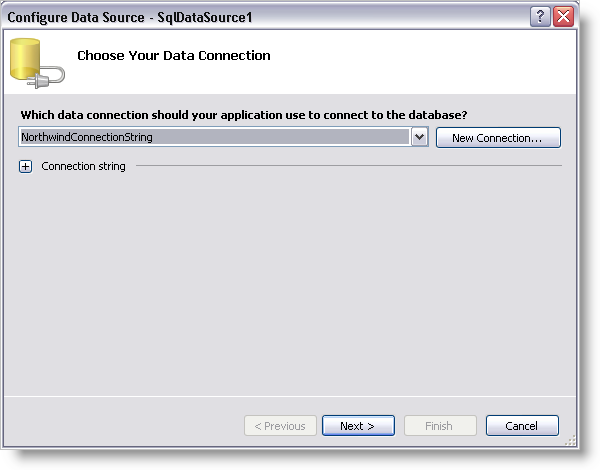 Configure Data Source - SqlDataSource1
Choose Your Data Connection
Which data connection should your application use to connect to the database?
NorthwindConnectionString
New Connection...
Connection string
< Previous
Next >
Finish
Cancel